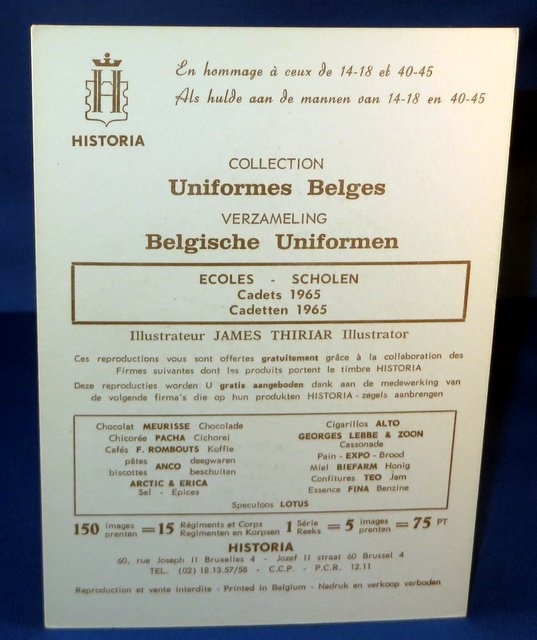 H
HISTORIA
En hommage à ceux de 14-18 et 40-45
Als hulde aan de mannen van 14-18 en 40-45
COLLECTION
Uniformes Belges
VERZAMELING
Belgische Uniformen
ECOLES - SCHOLEN
Cadets 1965
Cadetten 1965
Illustrateur JAMES THIRIAR Illustrator
Ces reproductions vous sont offertes gratuitement grâce à la collaboration des
Firmes suivantes dont les produits portent le timbre HISTORIA
Deze reproducties worden U gratis aangeboden dank aan de medewerking van
de volgende firma's die op hun produkten HISTORIA - zegels aanbrengen
Chocolat MEURISSE Chocolade
Chicorée PACHA Cichorei
Cafés F. ROMBOUTS Koffie
pâtes ANCO deegwaren
biscottes beschuiten
ARCTIC & ERICA
Sel - Epices
Cigarillos ALTO
GEORGES LEBBE & ZOON
Cassonade
Pain - EXPO - Brood
Miel BIEFARM Honig
Confitures TEO Jam
Essence FINA Benzine
Speculoos LOTUS
150 images prenten = 15 Régiments et Corps Regimenten en Korpsen 1 Série Reeks = 5 images prenten = 75 PT
HISTORIA
60, rue Joseph II Bruxelles 4 - Jozef II straat 60 Brussel 4
TEL. (02) 18.13.57/58 - C.C.P. - P.C.R. 12.11
Reproduction et vente interdite - Printed in Belgium - Nadruk en verkoop verboden